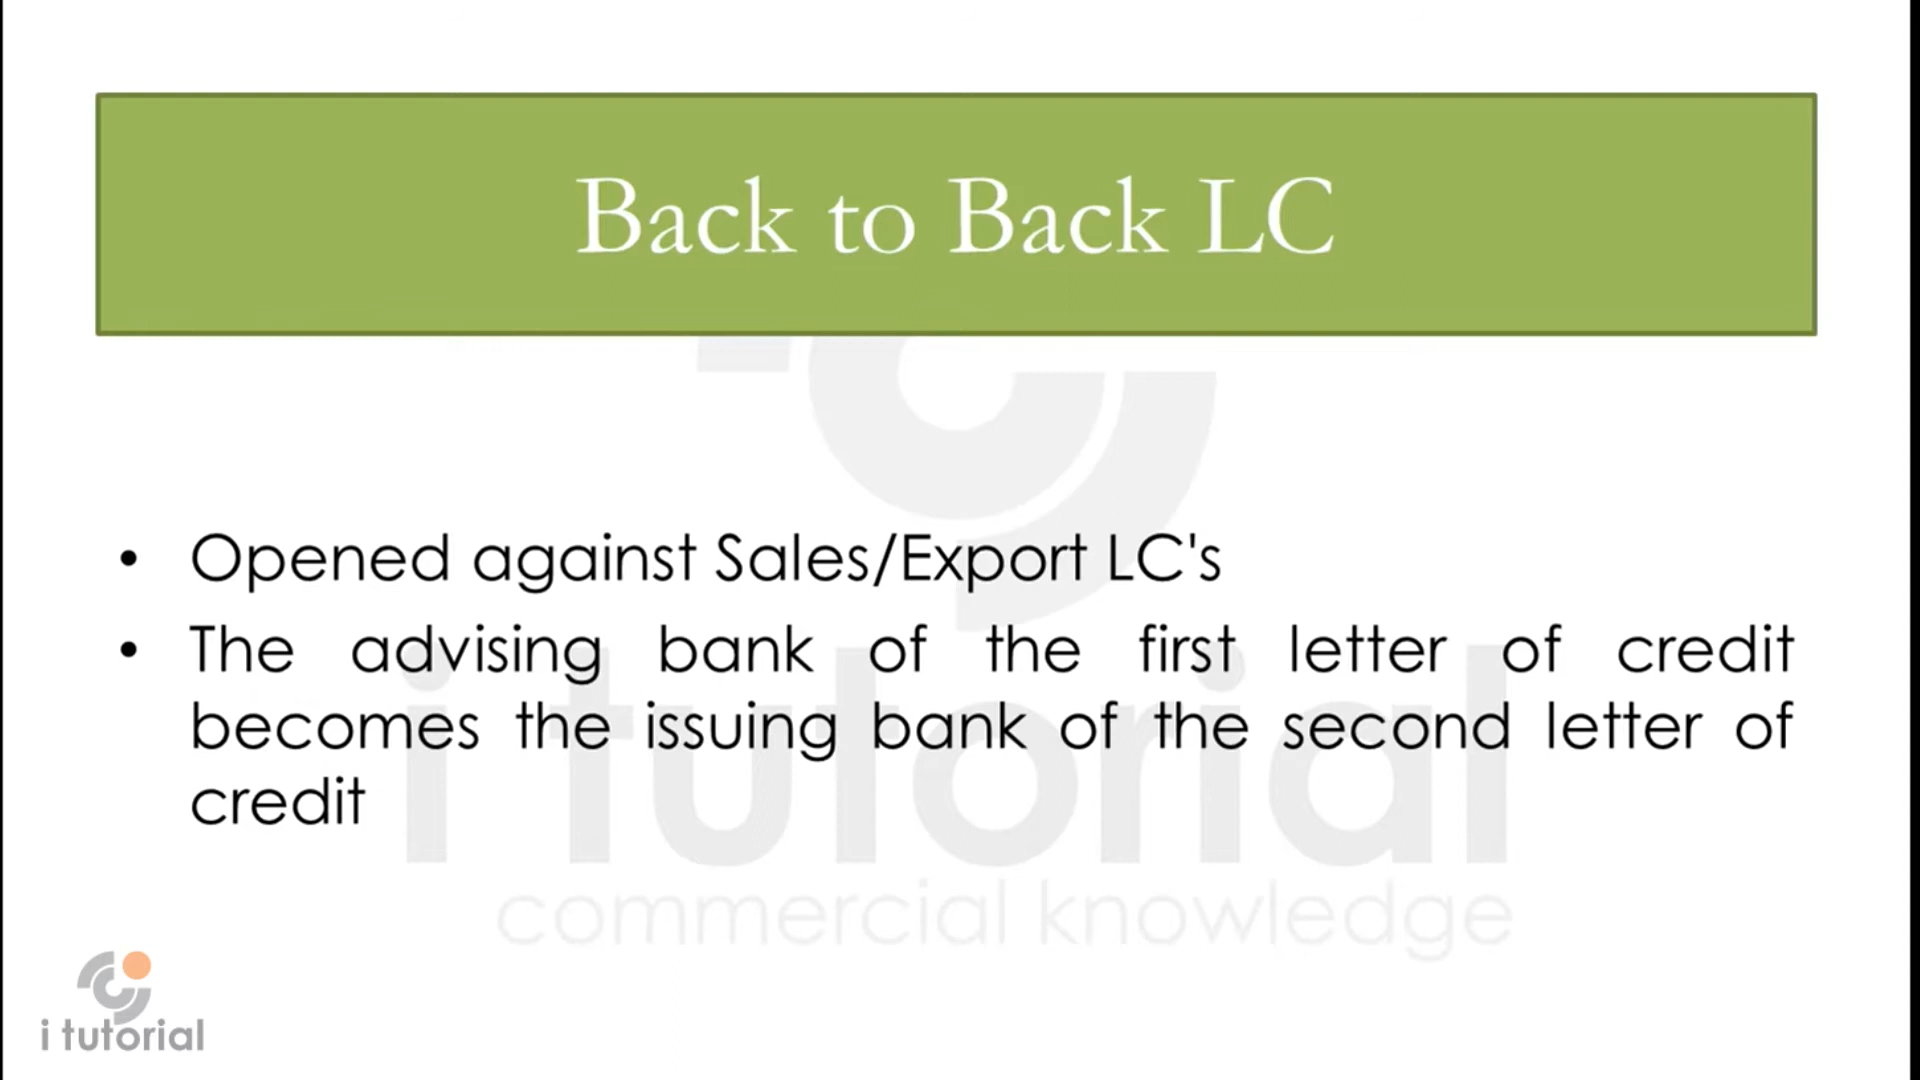 Back to Back LC
• Opened against Sales/Export LC's
• The advising bank of the first letter of credit
becomes the issuing bank of the second letter of
credit
i tutorial
commercial knowledge
i tutorial